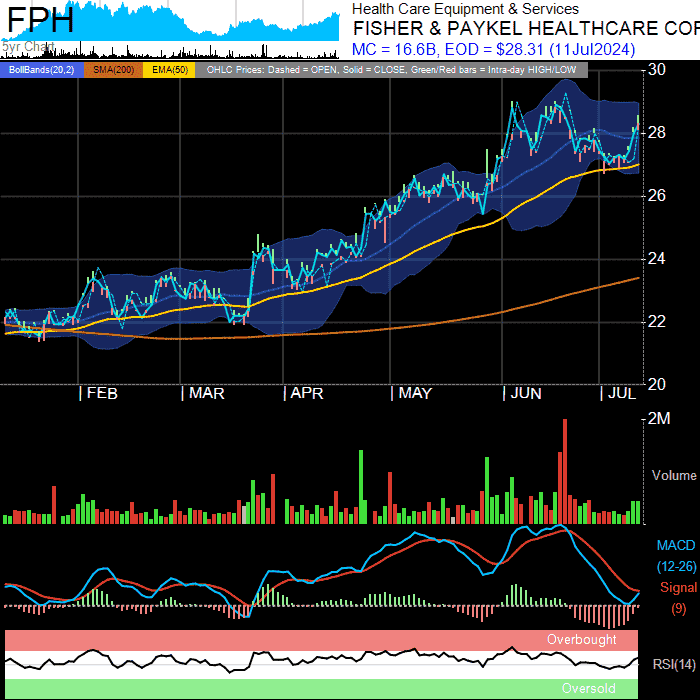 FPH
Health Care Equipment & Services
FISHER & PAYKEL HEALTHCARE COR
5yr Chart
MC = 16.6B, EOD = $28.31 (11Jul2024)
BollBands(20,2) SMA(200) EMA(50) OHLC Prices: Dashed = OPEN, Solid = CLOSE, Green/Red bars = Intra-day HIGH/LOW
30
28
26
24
22
20
FEB MAR APR MAY JUN JUL
2M
Volume
MACD
(12-26)
Signal
(9)
Overbought
RSI(14)
Oversold